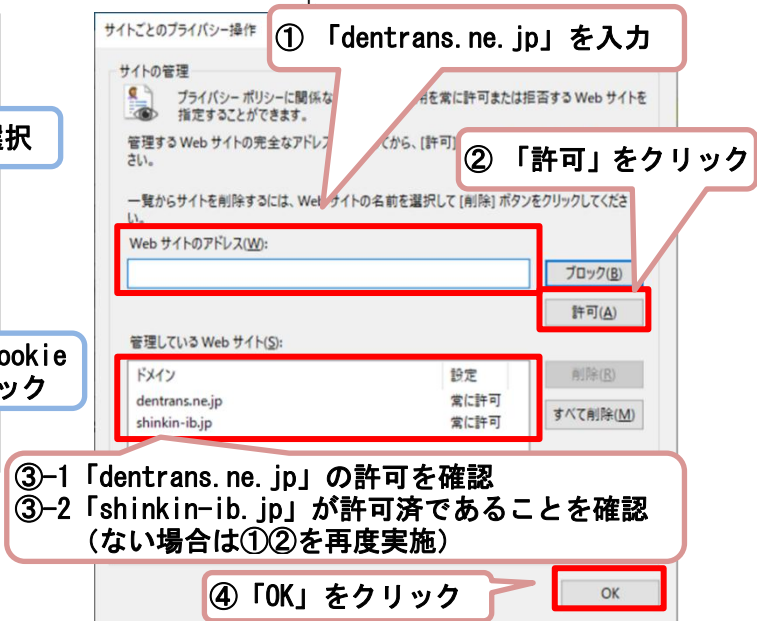 サイトごとのプライバシー操作
① 「dentrans.ne.jp」を入力
サイトの管理
プライバシー ポリシーに関係な 用を常に許可または拒否する Web サイトを
指定することができます。
択
管理する Web サイトの完全なアドレ てから、[許可]
さい。
② 「許可」をクリック
一覧からサイトを削除するには、Web サイトの名前を選択して [削除] ボタンをクリックしてくださ
い。
Web サイトのアドレス(W):
ブロック(B)
許可(A)
ookie
ック
管理している Web サイト(S):
ドメイン 設定
削除(R)
dentrans.ne.jp 常に許可
shinkin-ib.jp 常に許可
すべて削除(M)
③-1「dentrans.ne.jp」の許可を確認
③-2「shinkin-ib.jp」が許可済であることを確認
（ない場合は①②を再度実施）
④「OK」をクリック
OK